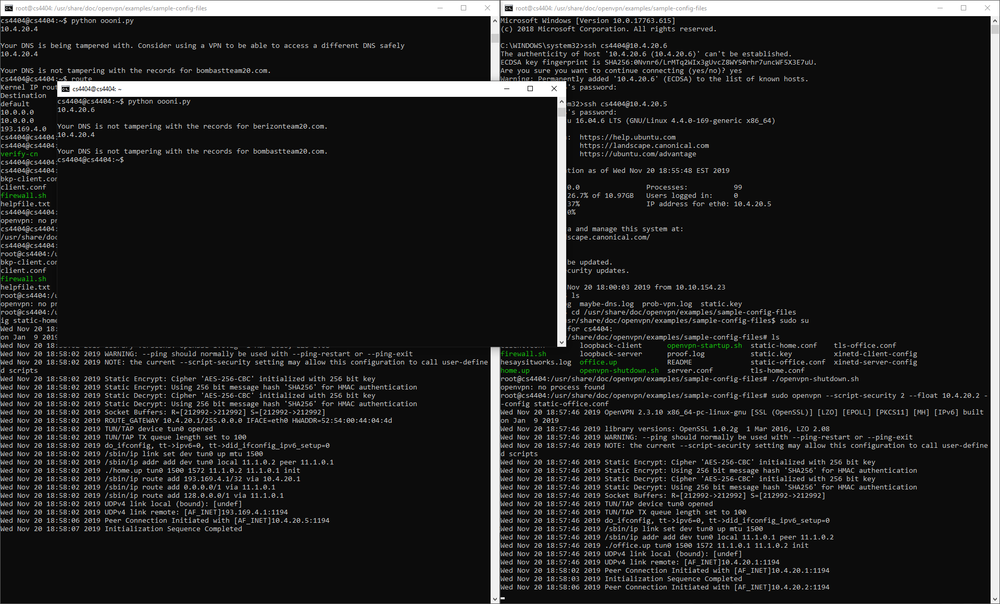 root@cs4404: /usr/share/doc/openvpn/examples/sample-config-files
cs4404@cs4404:~$ python oooni.py
10.4.20.4
Your DNS is being tampered with. Consider using a VPN to be able to access a different DNS safely
10.4.20.4
Your DNS is not tampering with the records for bombastteam20.com.
cs4404@cs4404:~$ route
Kernel IP rout
Destination
default
10.0.0.0
10.0.0.0
193.169.4.0
cs4404@cs4404:
cs4404@cs4404:
verify-cn
cs4404@cs4404:
cs4404@cs4404:
bkp-client.con
client.conf
firewall.sh
helpfile.txt
cs4404@cs4404:
openvpn: no pr
cs4404@cs4404:
/usr/share/doc
cs4404@cs4404:
root@cs4404:/u
bkp-client.con
client.conf
firewall.sh
helpfile.txt
root@cs4404:/u
openvpn: no pr
root@cs4404:/u
ig static-home
Wed Nov 20 18:
on Jan  9 2019
Wed Nov 20 18:58:02 2019 library versions: OpenSSL 1.0.2g  1 Mar 2016, LZO 2.08
Wed Nov 20 18:58:02 2019 WARNING: --ping should normally be used with --ping-restart or --ping-exit
Wed Nov 20 18:58:02 2019 NOTE: the current --script-security setting may allow this configuration to call user-define
d scripts
Wed Nov 20 18:58:02 2019 Static Encrypt: Cipher 'AES-256-CBC' initialized with 256 bit key
Wed Nov 20 18:58:02 2019 Static Encrypt: Using 256 bit message hash 'SHA256' for HMAC authentication
Wed Nov 20 18:58:02 2019 Static Decrypt: Cipher 'AES-256-CBC' initialized with 256 bit key
Wed Nov 20 18:58:02 2019 Static Decrypt: Using 256 bit message hash 'SHA256' for HMAC authentication
Wed Nov 20 18:58:02 2019 Socket Buffers: R=[212992->212992] S=[212992->212992]
Wed Nov 20 18:58:02 2019 ROUTE_GATEWAY 10.4.20.1/255.0.0.0 IFACE=eth0 HWADDR=52:54:00:44:04:4d
Wed Nov 20 18:58:02 2019 TUN/TAP device tun0 opened
Wed Nov 20 18:58:02 2019 TUN/TAP TX queue length set to 100
Wed Nov 20 18:58:02 2019 do_ifconfig, tt->ipv6=0, tt->did_ifconfig_ipv6_setup=0
Wed Nov 20 18:58:02 2019 /sbin/ip link set dev tun0 up mtu 1500
Wed Nov 20 18:58:02 2019 /sbin/ip addr add dev tun0 local 11.1.0.2 peer 11.1.0.1
Wed Nov 20 18:58:02 2019 ./home.up tun0 1500 1572 11.1.0.2 11.1.0.1 init
Wed Nov 20 18:58:02 2019 /sbin/ip route add 193.169.4.1/32 via 10.4.20.1
Wed Nov 20 18:58:02 2019 /sbin/ip route add 0.0.0.0/1 via 11.1.0.1
Wed Nov 20 18:58:02 2019 /sbin/ip route add 128.0.0.0/1 via 11.1.0.1
Wed Nov 20 18:58:02 2019 UDPv4 link local (bound): [undef]
Wed Nov 20 18:58:02 2019 UDPv4 link remote: [AF_INET]193.169.4.1:1194
Wed Nov 20 18:58:06 2019 Peer Connection Initiated with [AF_INET]10.4.20.5:1194
Wed Nov 20 18:58:07 2019 Initialization Sequence Completed
cs4404@cs4404: ~
cs4404@cs4404:~$ python oooni.py
10.4.20.6
Your DNS is not tampering with the records for berizonteam20.com.
10.4.20.4
Your DNS is not tampering with the records for bombastteam20.com.
cs4404@cs4404:~$
root@cs4404: /usr/share/doc/openvpn/examples/sample-config-files
Microsoft Windows [Version 10.0.17763.615]
(c) 2018 Microsoft Corporation. All rights reserved.
C:\WINDOWS\system32>ssh cs4404@10.4.20.6
The authenticity of host '10.4.20.6 (10.4.20.6)' can't be established.
ECDSA key fingerprint is SHA256:0Nvnr6/LrMTq2WIx3gUvcZ8WY50rhr7uncWF5X3E7uU.
Are you sure you want to continue connecting (yes/no)? yes
Warning: Permanently added '10.4.20.6' (ECDSA) to the list of known hosts.
's password:
m32>ssh cs4404@10.4.20.5
's password:
u 16.04.6 LTS (GNU/Linux 4.4.0-169-generic x86_64)
:  https://help.ubuntu.com
https://landscape.canonical.com
https://ubuntu.com/advantage
tion as of Wed Nov 20 18:55:48 EST 2019
0.0                Processes:           99
26.7% of 10.97GB   Users logged in:     0
37%                IP address for eth0: 10.4.20.5
0%
a and manage this system at:
dscape.canonical.com/
be updated.
curity updates.
Nov 20 18:00:03 2019 from 10.10.154.23
ls
g  maybe-dns.log  prob-vpn.log  static.key
cd /usr/share/doc/openvpn/examples/sample-config-files
sr/share/doc/openvpn/examples/sample-config-files$ sudo su
for cs4404:
r/share/doc/openvpn/examples/sample-config-files# ls
client.conf        loopback-client      openvpn-startup.sh  static-home.conf    tls-office.conf
firewall.sh        loopback-server      proof.log           static.key          xinetd-client-config
hesaysitworks.log  office.up            README              static-office.conf  xinetd-server-config
home.up            openvpn-shutdown.sh  server.conf         tls-home.conf
root@cs4404:/usr/share/doc/openvpn/examples/sample-config-files# ./openvpn-shutdown.sh
openvpn: no process found
root@cs4404:/usr/share/doc/openvpn/examples/sample-config-files# sudo openvpn --script-security 2 --float 10.4.20.2 -
-config static-office.conf
Wed Nov 20 18:57:46 2019 OpenVPN 2.3.10 x86_64-pc-linux-gnu [SSL (OpenSSL)] [LZO] [EPOLL] [PKCS11] [MH] [IPv6] built
on Jan  9 2019
Wed Nov 20 18:57:46 2019 library versions: OpenSSL 1.0.2g  1 Mar 2016, LZO 2.08
Wed Nov 20 18:57:46 2019 WARNING: --ping should normally be used with --ping-restart or --ping-exit
Wed Nov 20 18:57:46 2019 NOTE: the current --script-security setting may allow this configuration to call user-define
d scripts
Wed Nov 20 18:57:46 2019 Static Encrypt: Cipher 'AES-256-CBC' initialized with 256 bit key
Wed Nov 20 18:57:46 2019 Static Encrypt: Using 256 bit message hash 'SHA256' for HMAC authentication
Wed Nov 20 18:57:46 2019 Static Decrypt: Cipher 'AES-256-CBC' initialized with 256 bit key
Wed Nov 20 18:57:46 2019 Static Decrypt: Using 256 bit message hash 'SHA256' for HMAC authentication
Wed Nov 20 18:57:46 2019 Socket Buffers: R=[212992->212992] S=[212992->212992]
Wed Nov 20 18:57:46 2019 TUN/TAP device tun0 opened
Wed Nov 20 18:57:46 2019 TUN/TAP TX queue length set to 100
Wed Nov 20 18:57:46 2019 do_ifconfig, tt->ipv6=0, tt->did_ifconfig_ipv6_setup=0
Wed Nov 20 18:57:46 2019 /sbin/ip link set dev tun0 up mtu 1500
Wed Nov 20 18:57:46 2019 /sbin/ip addr add dev tun0 local 11.1.0.1 peer 11.1.0.2
Wed Nov 20 18:57:46 2019 ./office.up tun0 1500 1572 11.1.0.1 11.1.0.2 init
Wed Nov 20 18:57:46 2019 UDPv4 link local (bound): [undef]
Wed Nov 20 18:57:46 2019 UDPv4 link remote: [AF_INET]10.4.20.1:1194
Wed Nov 20 18:58:02 2019 Peer Connection Initiated with [AF_INET]10.4.20.1:1194
Wed Nov 20 18:58:03 2019 Initialization Sequence Completed
Wed Nov 20 18:58:06 2019 Peer Connection Initiated with [AF_INET]10.4.20.2:1194